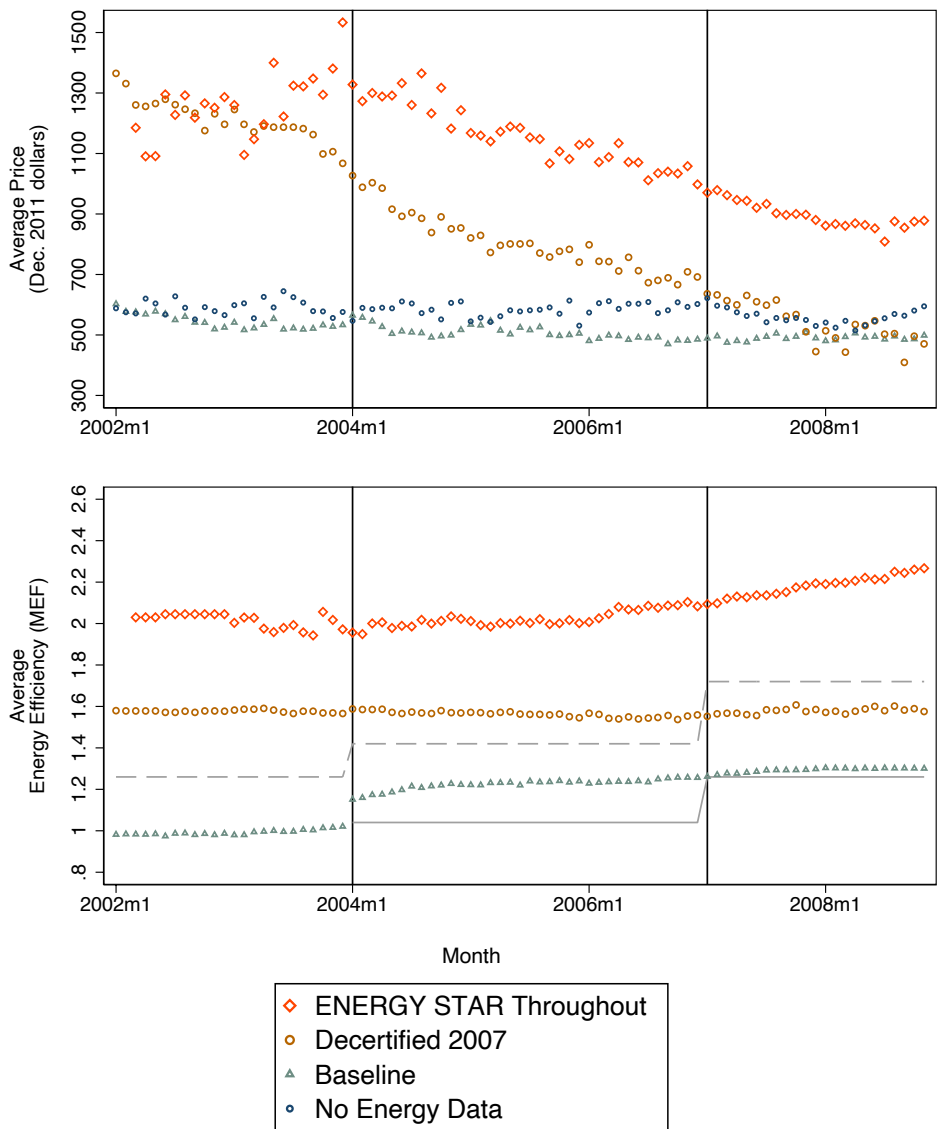 Average Price
(Dec. 2011 dollars)
1500
1300
1100
900
700
500
300
2002m1 2004m1 2006m1 2008m1
Average
Energy Efficiency (MEF)
2.6
2.4
2.2
2
1.8
1.6
1.4
1.2
1
.8
2002m1 2004m1 2006m1 2008m1
Month
ENERGY STAR Throughout
Decertified 2007
Baseline
No Energy Data